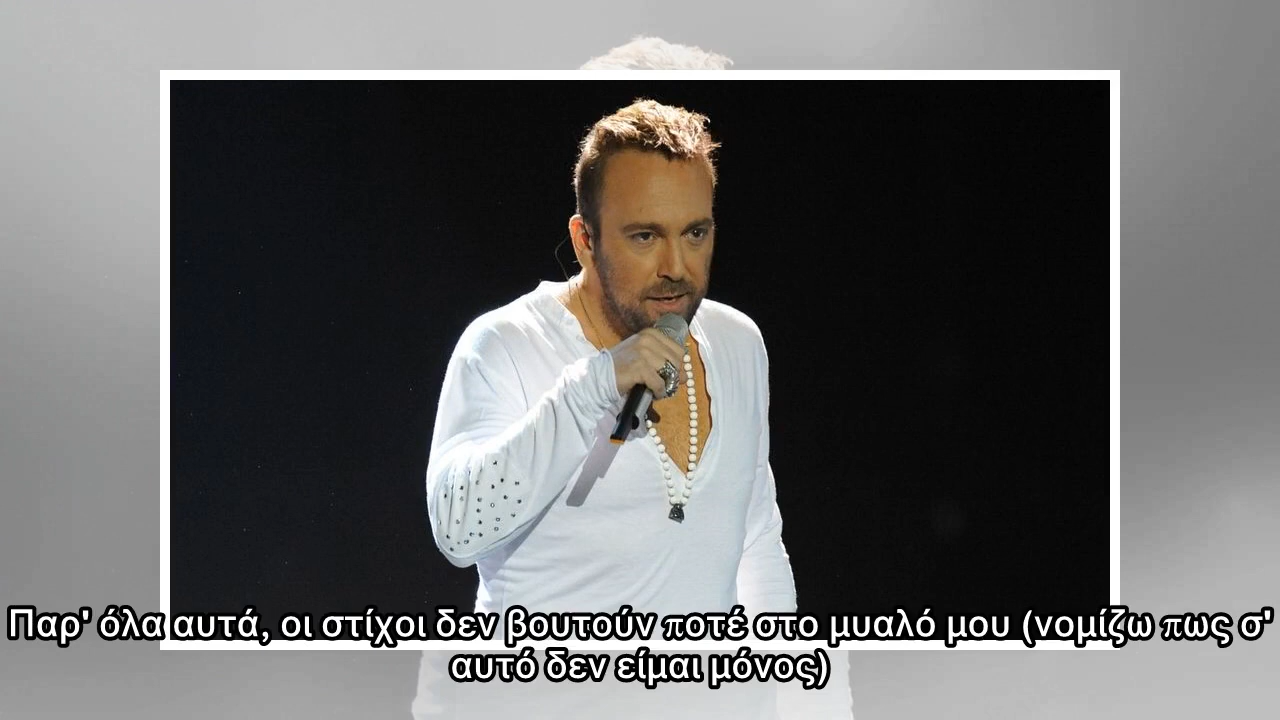 Παρ' όλα αυτά, οι στίχοι δεν βουτούν ποτέ στο μυαλό μου (νομίζω πως σ'
αυτό δεν είμαι μόνος)